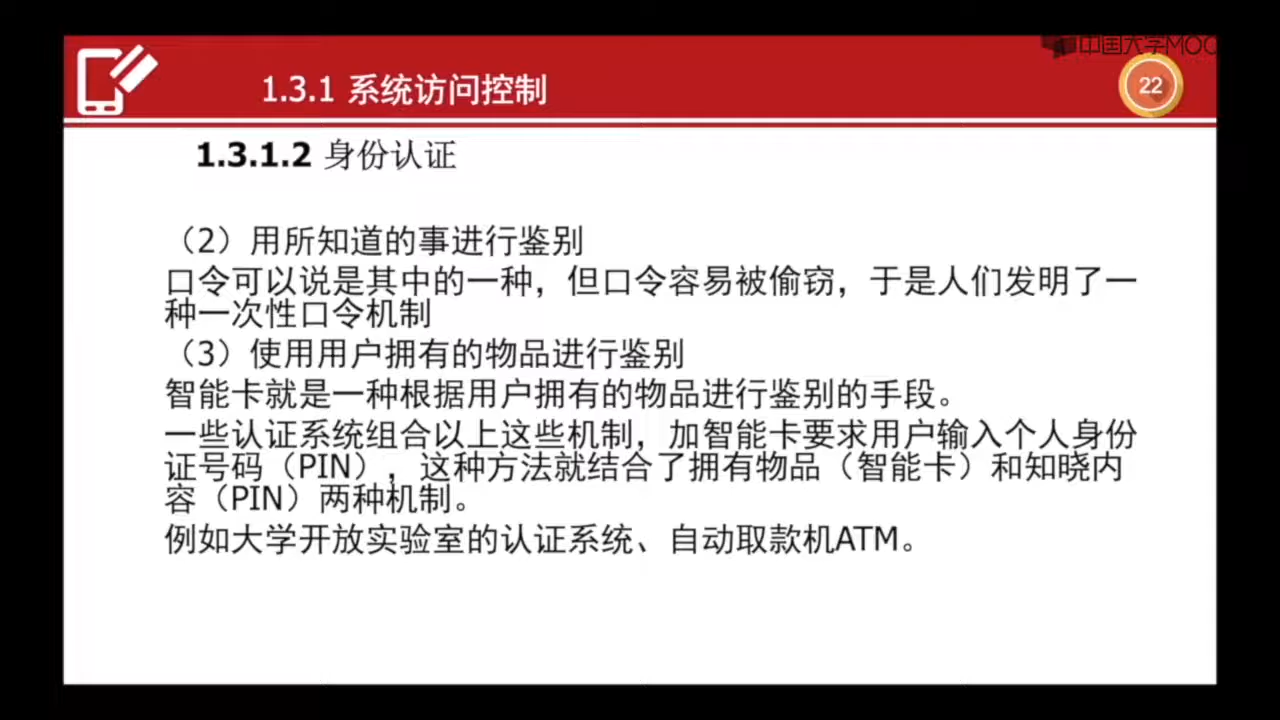 中国大学MOOC
1.3.1 系统访问控制
22
1.3.1.2 身份认证
（2）用所知道的事进行鉴别
口令可以说是其中的一种，但口令容易被偷窃，于是人们发明了一
种一次性口令机制
（3）使用用户拥有的物品进行鉴别
智能卡就是一种根据用户拥有的物品进行鉴别的手段。
一些认证系统组合以上这些机制，加智能卡要求用户输入个人身份
证号码（PIN），这种方法就结合了拥有物品（智能卡）和知晓内
容（PIN）两种机制。
例如大学开放实验室的认证系统、自动取款机ATM。